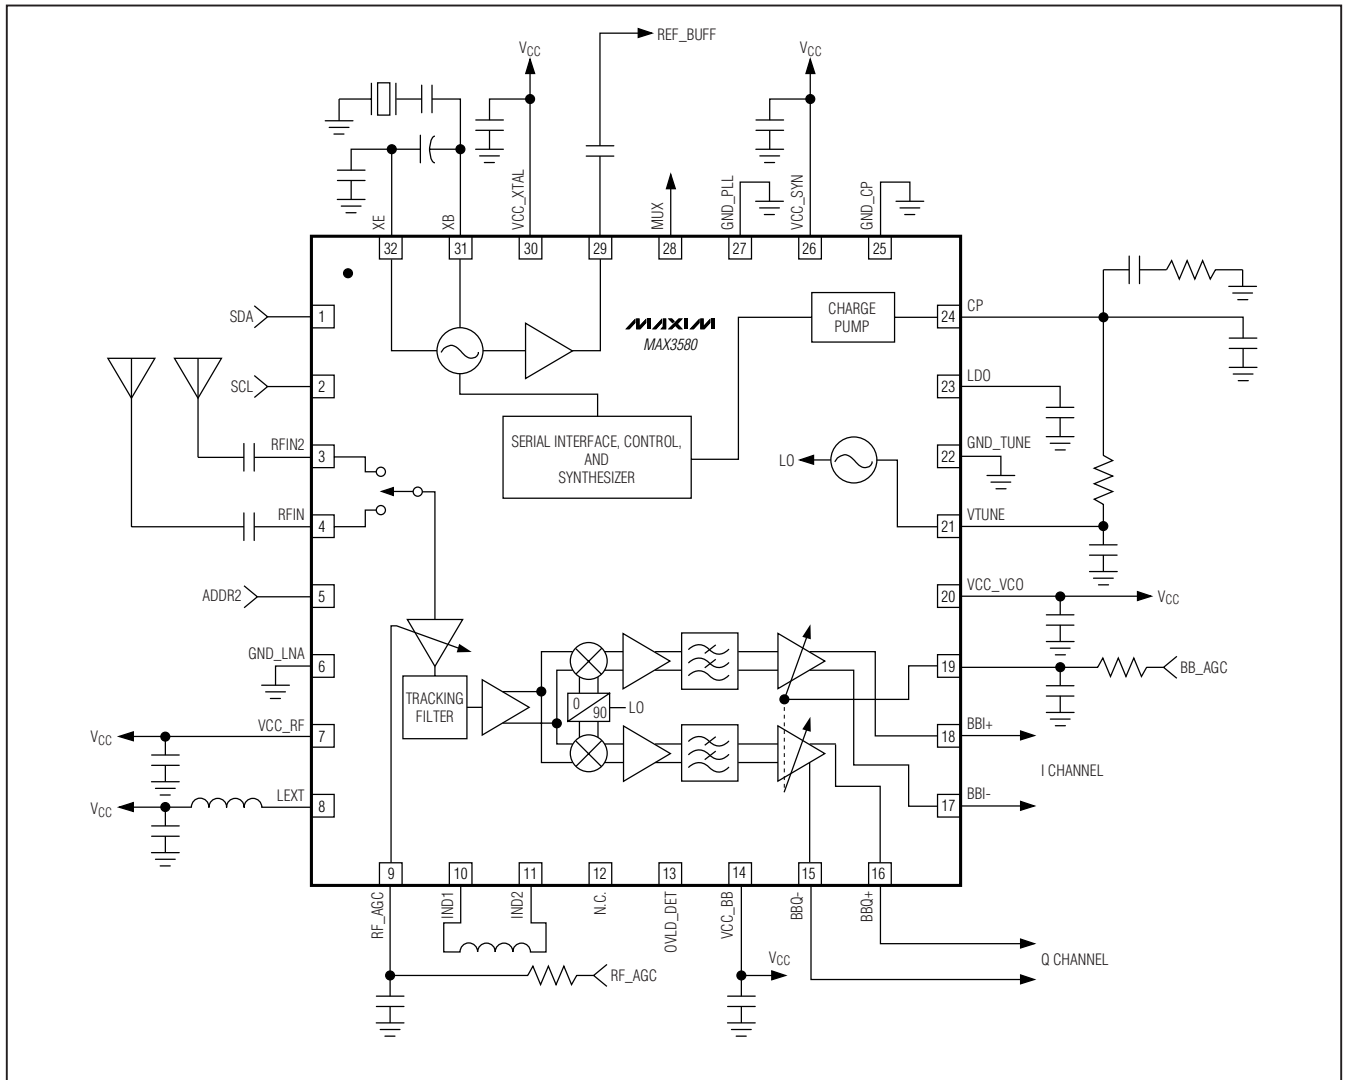 REF_BUFF
VCC
VCC
XE
XB
VCC_XTAL
MUX
GND_PLL
VCC_SYN
GND_CP
32
31
30
29
28
27
26
25
SDA
1
MAXIM
MAX3580
CHARGE
PUMP
24
CP
SCL
2
23
LDO
SERIAL INTERFACE, CONTROL,
AND
SYNTHESIZER
RFIN2
3
LO
22
GND_TUNE
RFIN
4
21
VTUNE
ADDR2
5
20
VCC_VCO
VCC
GND_LNA
6
19
BB_AGC
TRACKING
FILTER
0
90
LO
VCC
VCC_RF
7
18
BBI+
I CHANNEL
VCC
LEXT
8
17
BBI-
9
10
11
12
13
14
15
16
RF_AGC
IND1
IND2
N.C.
OVLD_DET
VCC_BB
BBQ-
BBQ+
RF_AGC
VCC
Q CHANNEL